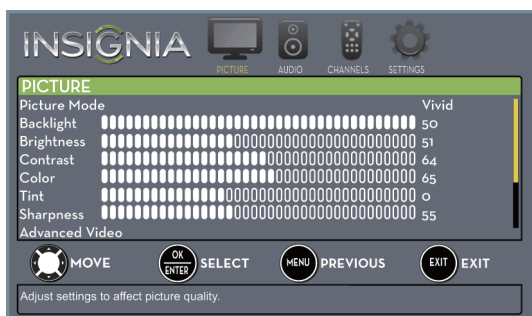 INSIGNIA
PICTURE AUDIO CHANNELS SETTINGS
PICTURE
Picture Mode Vivid
Backlight 50
Brightness 51
Contrast 64
Color 65
Tint 0
Sharpness 55
Advanced Video
MOVE OK ENTER SELECT MENU PREVIOUS EXIT EXIT
Adjust settings to affect picture quality.